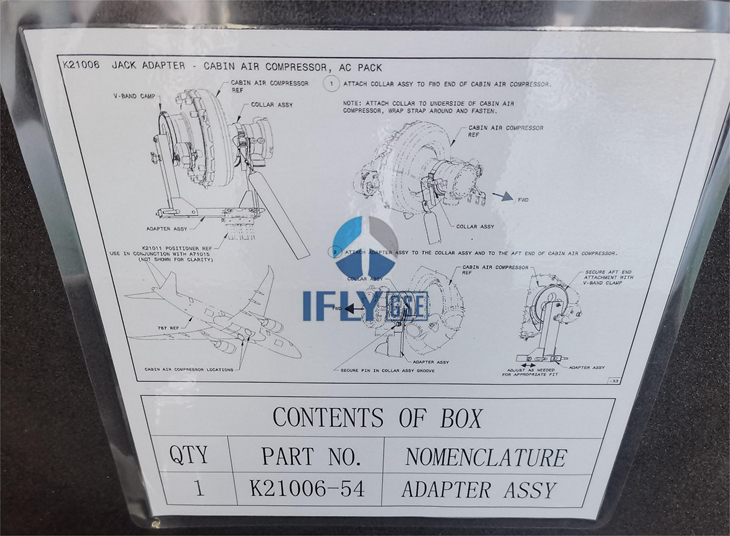 K21006 JACK ADAPTER - CABIN AIR COMPRESSOR, AC PACK
V-BAND CAMP
CABIN AIR COMPRESSOR
REF
COLLAR ASSY
ADAPTER ASSY
K21011 POSITIONER REF
USE IN CONJUNCTION WITH A71015
(NOT SHOWN FOR CLARITY)
1 ATTACH COLLAR ASSY TO FWD END OF CABIN AIR COMPRESSOR.
NOTE: ATTACH COLLAR TO UNDERSIDE OF CABIN AIR
COMPRESSOR, WRAP STRAP AROUND AND FASTEN.
CABIN AIR COMPRESSOR
REF
FWD
COLLAR ASSY
787 REF
CABIN AIR COMPRESSOR LOCATIONS
ATTACH ADAPTER ASSY TO THE COLLAR ASSY AND TO THE AFT END OF CABIN AIR COMPRESSOR.
COLLAR ASSY
CABIN AIR COMPRESSOR
REF
FWD
ADAPTER ASSY
SECURE PIN IN COLLAR ASSY GROOVE
SECURE AFT END
ATTACHMENT WITH
V-BAND CLAMP
ADJUST AS NEEDED
FOR APPROPRIATE FIT
ADAPTER ASSY
IFLY GSE
CONTENTS OF BOX
QTY PART NO. NOMENCLATURE
1 K21006-54 ADAPTER ASSY